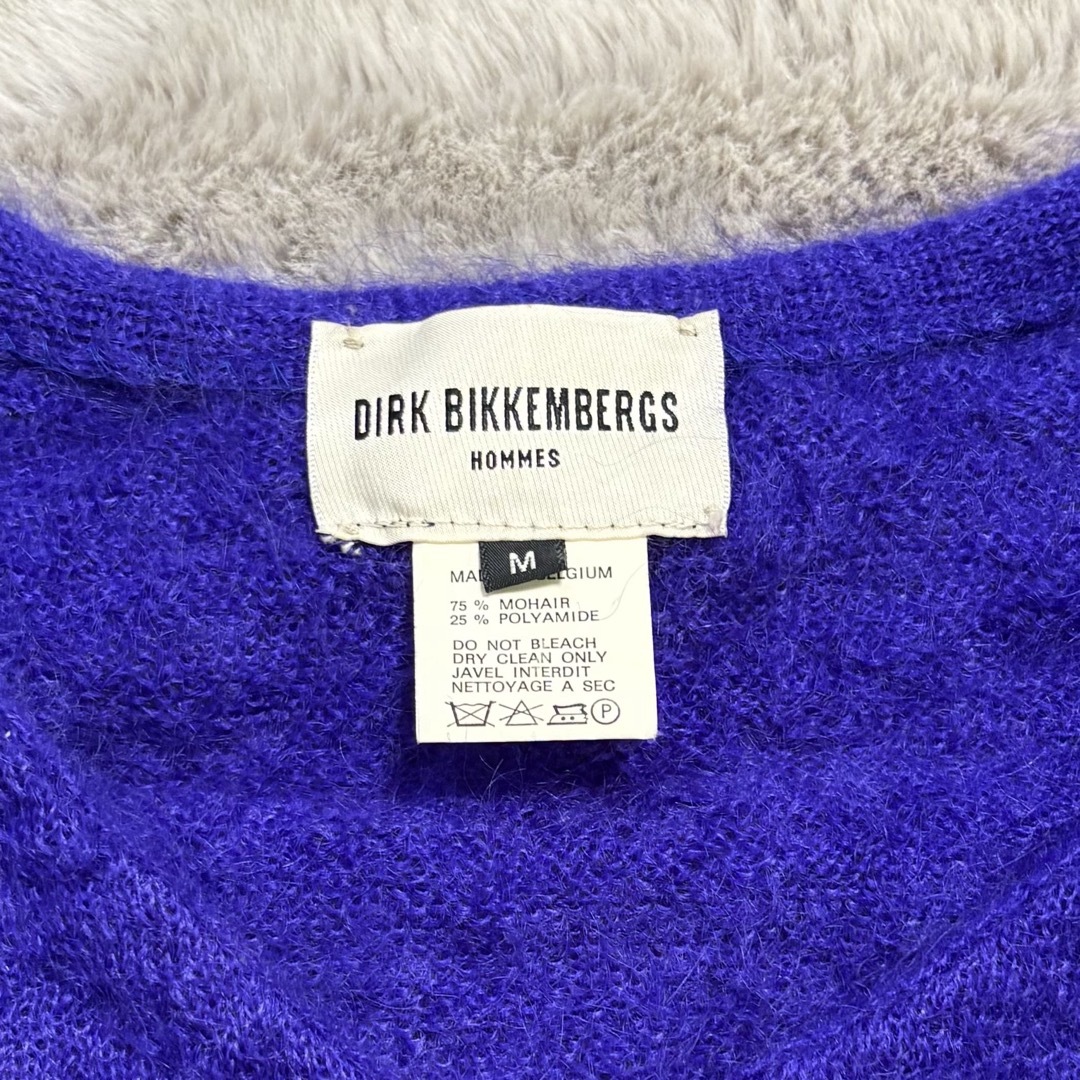 DIRK BIKKEMBERGS
HOMMES
M
75 % MOHAIR
25 % POLYAMIDE
DO NOT BLEACH
DRY CLEAN ONLY
JAVEL INTERDIT
NETTOYAGE A SEC
P